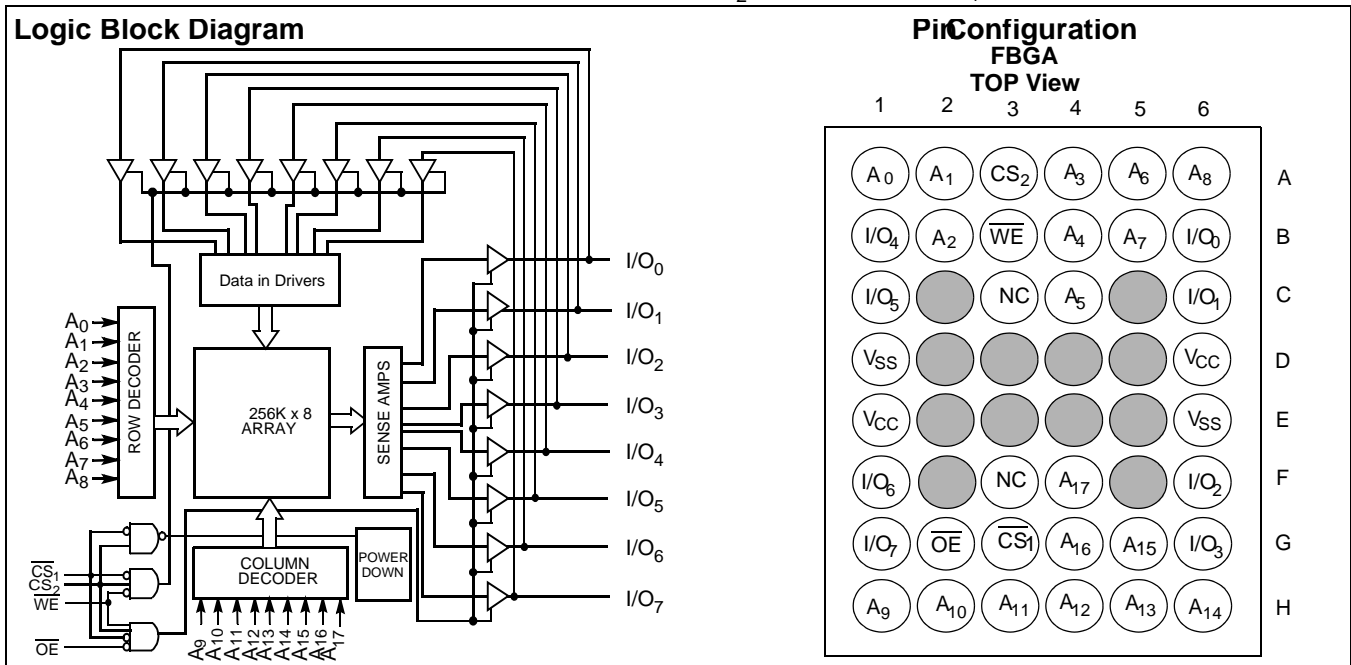 2
Logic Block Diagram
Data in Drivers
A0
A1
A2
A3
A4
A5
A6
A7
A8
ROW DECODER
256K x 8
ARRAY
SENSE AMPS
I/O0
I/O1
I/O2
I/O3
I/O4
I/O5
I/O6
I/O7
COLUMN
DECODER
POWER
DOWN
CS1
CS2
WE
OE
A9
A10
A11
A12
A13
A14
A15
A16
A17
Pin Configuration
FBGA
TOP View
1 2 3 4 5 6
A0 A1 CS2 A3 A6 A8 A
I/O4 A2 WE A4 A7 I/O0 B
I/O5 NC A5 I/O1 C
VSS VCC D
VCC VSS E
I/O6 NC A17 I/O2 F
I/O7 OE CS1 A16 A15 I/O3 G
A9 A10 A11 A12 A13 A14 H